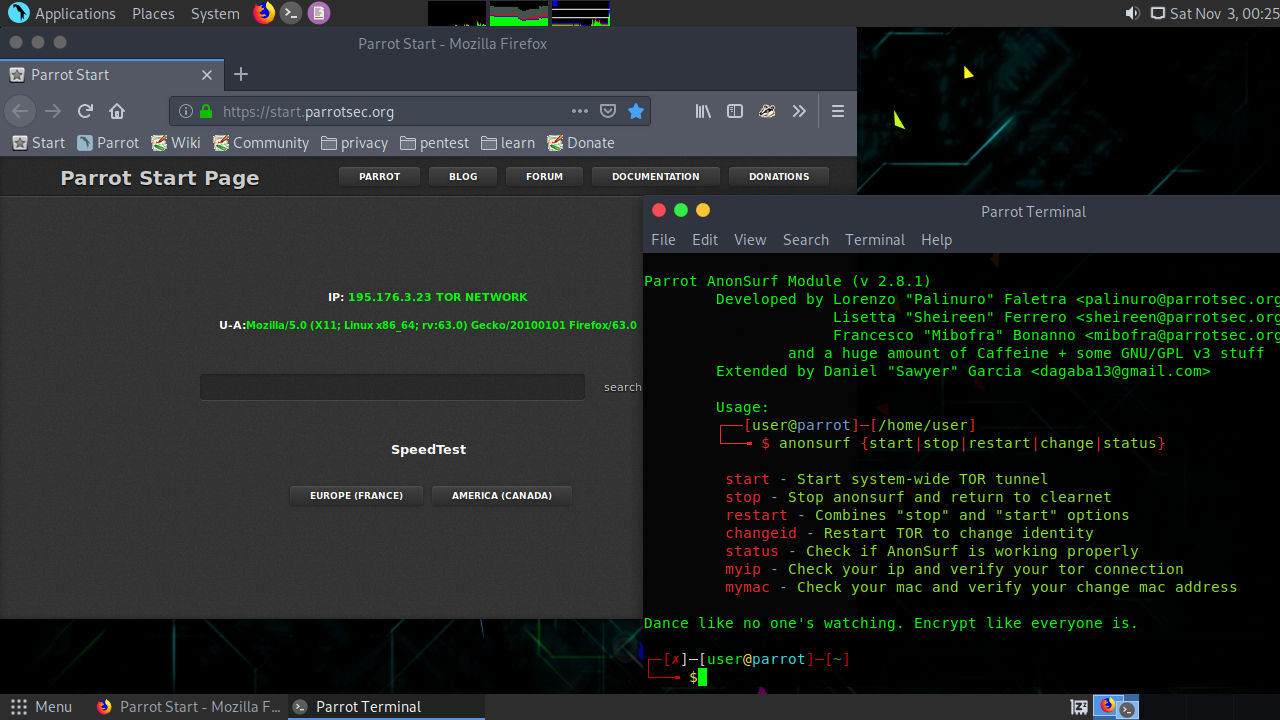 Applications Places System Sat Nov 3, 00:25
Parrot Start - Mozilla Firefox
Parrot Start
https://start.parrotsec.org
Start Parrot Wiki Community privacy pentest learn Donate
Parrot Start Page PARROT BLOG FORUM DOCUMENTATION DONATIONS
IP: 195.176.3.23 TOR NETWORK
U-A:Mozilla/5.0 (X11; Linux x86_64; rv:63.0) Gecko/20100101 Firefox/63.0
search
SpeedTest
EUROPE (FRANCE) AMERICA (CANADA)
Parrot Terminal
File Edit View Search Terminal Help
Parrot AnonSurf Module (v 2.8.1)
Developed by Lorenzo "Palinuro" Faletra <palinuro@parrotsec.org
Lisetta "Sheireen" Ferrero <sheireen@parrotsec.org
Francesco "Mibofra" Bonanno <mibofra@parrotsec.org
and a huge amount of Caffeine + some GNU/GPL v3 stuff
Extended by Daniel "Sawyer" Garcia <dagaba13@gmail.com>
Usage:
┌──[user@parrot]─[/home/user]
└──╼ $ anonsurf {start|stop|restart|change|status}
start - Start system-wide TOR tunnel
stop - Stop anonsurf and return to clearnet
restart - Combines "stop" and "start" options
changeid - Restart TOR to change identity
status - Check if AnonSurf is working properly
myip - Check your ip and verify your tor connection
mymac - Check your mac and verify your change mac address
Dance like no one's watching. Encrypt like everyone is.
┌─[✗]─[user@parrot]─[~]
└──╼ $
Menu Parrot Start - Mozilla F... Parrot Terminal